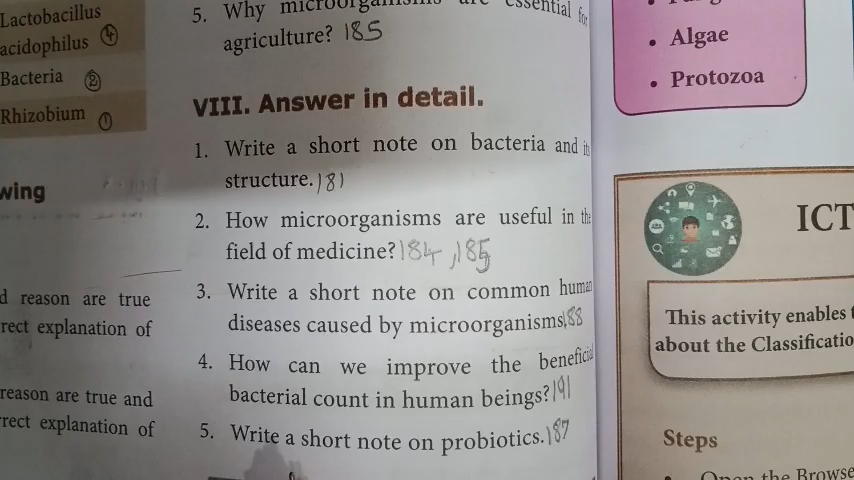 Lactobacillus
acidophilus 4
Bacteria 2
Rhizobium 1
wing
d reason are true
rect explanation of
reason are true and
rect explanation of
5. Why microorganisms are essential for
agriculture? 185
VIII. Answer in detail.
1. Write a short note on bacteria and its
structure. 181
2. How microorganisms are useful in the
field of medicine? 184, 185
3. Write a short note on common human
diseases caused by microorganisms. 188
4. How can we improve the beneficial
bacterial count in human beings? 191
5. Write a short note on probiotics. 187
• Algae
• Protozoa
ICT
This activity enables
about the Classificatio
Steps
• Open the Browse